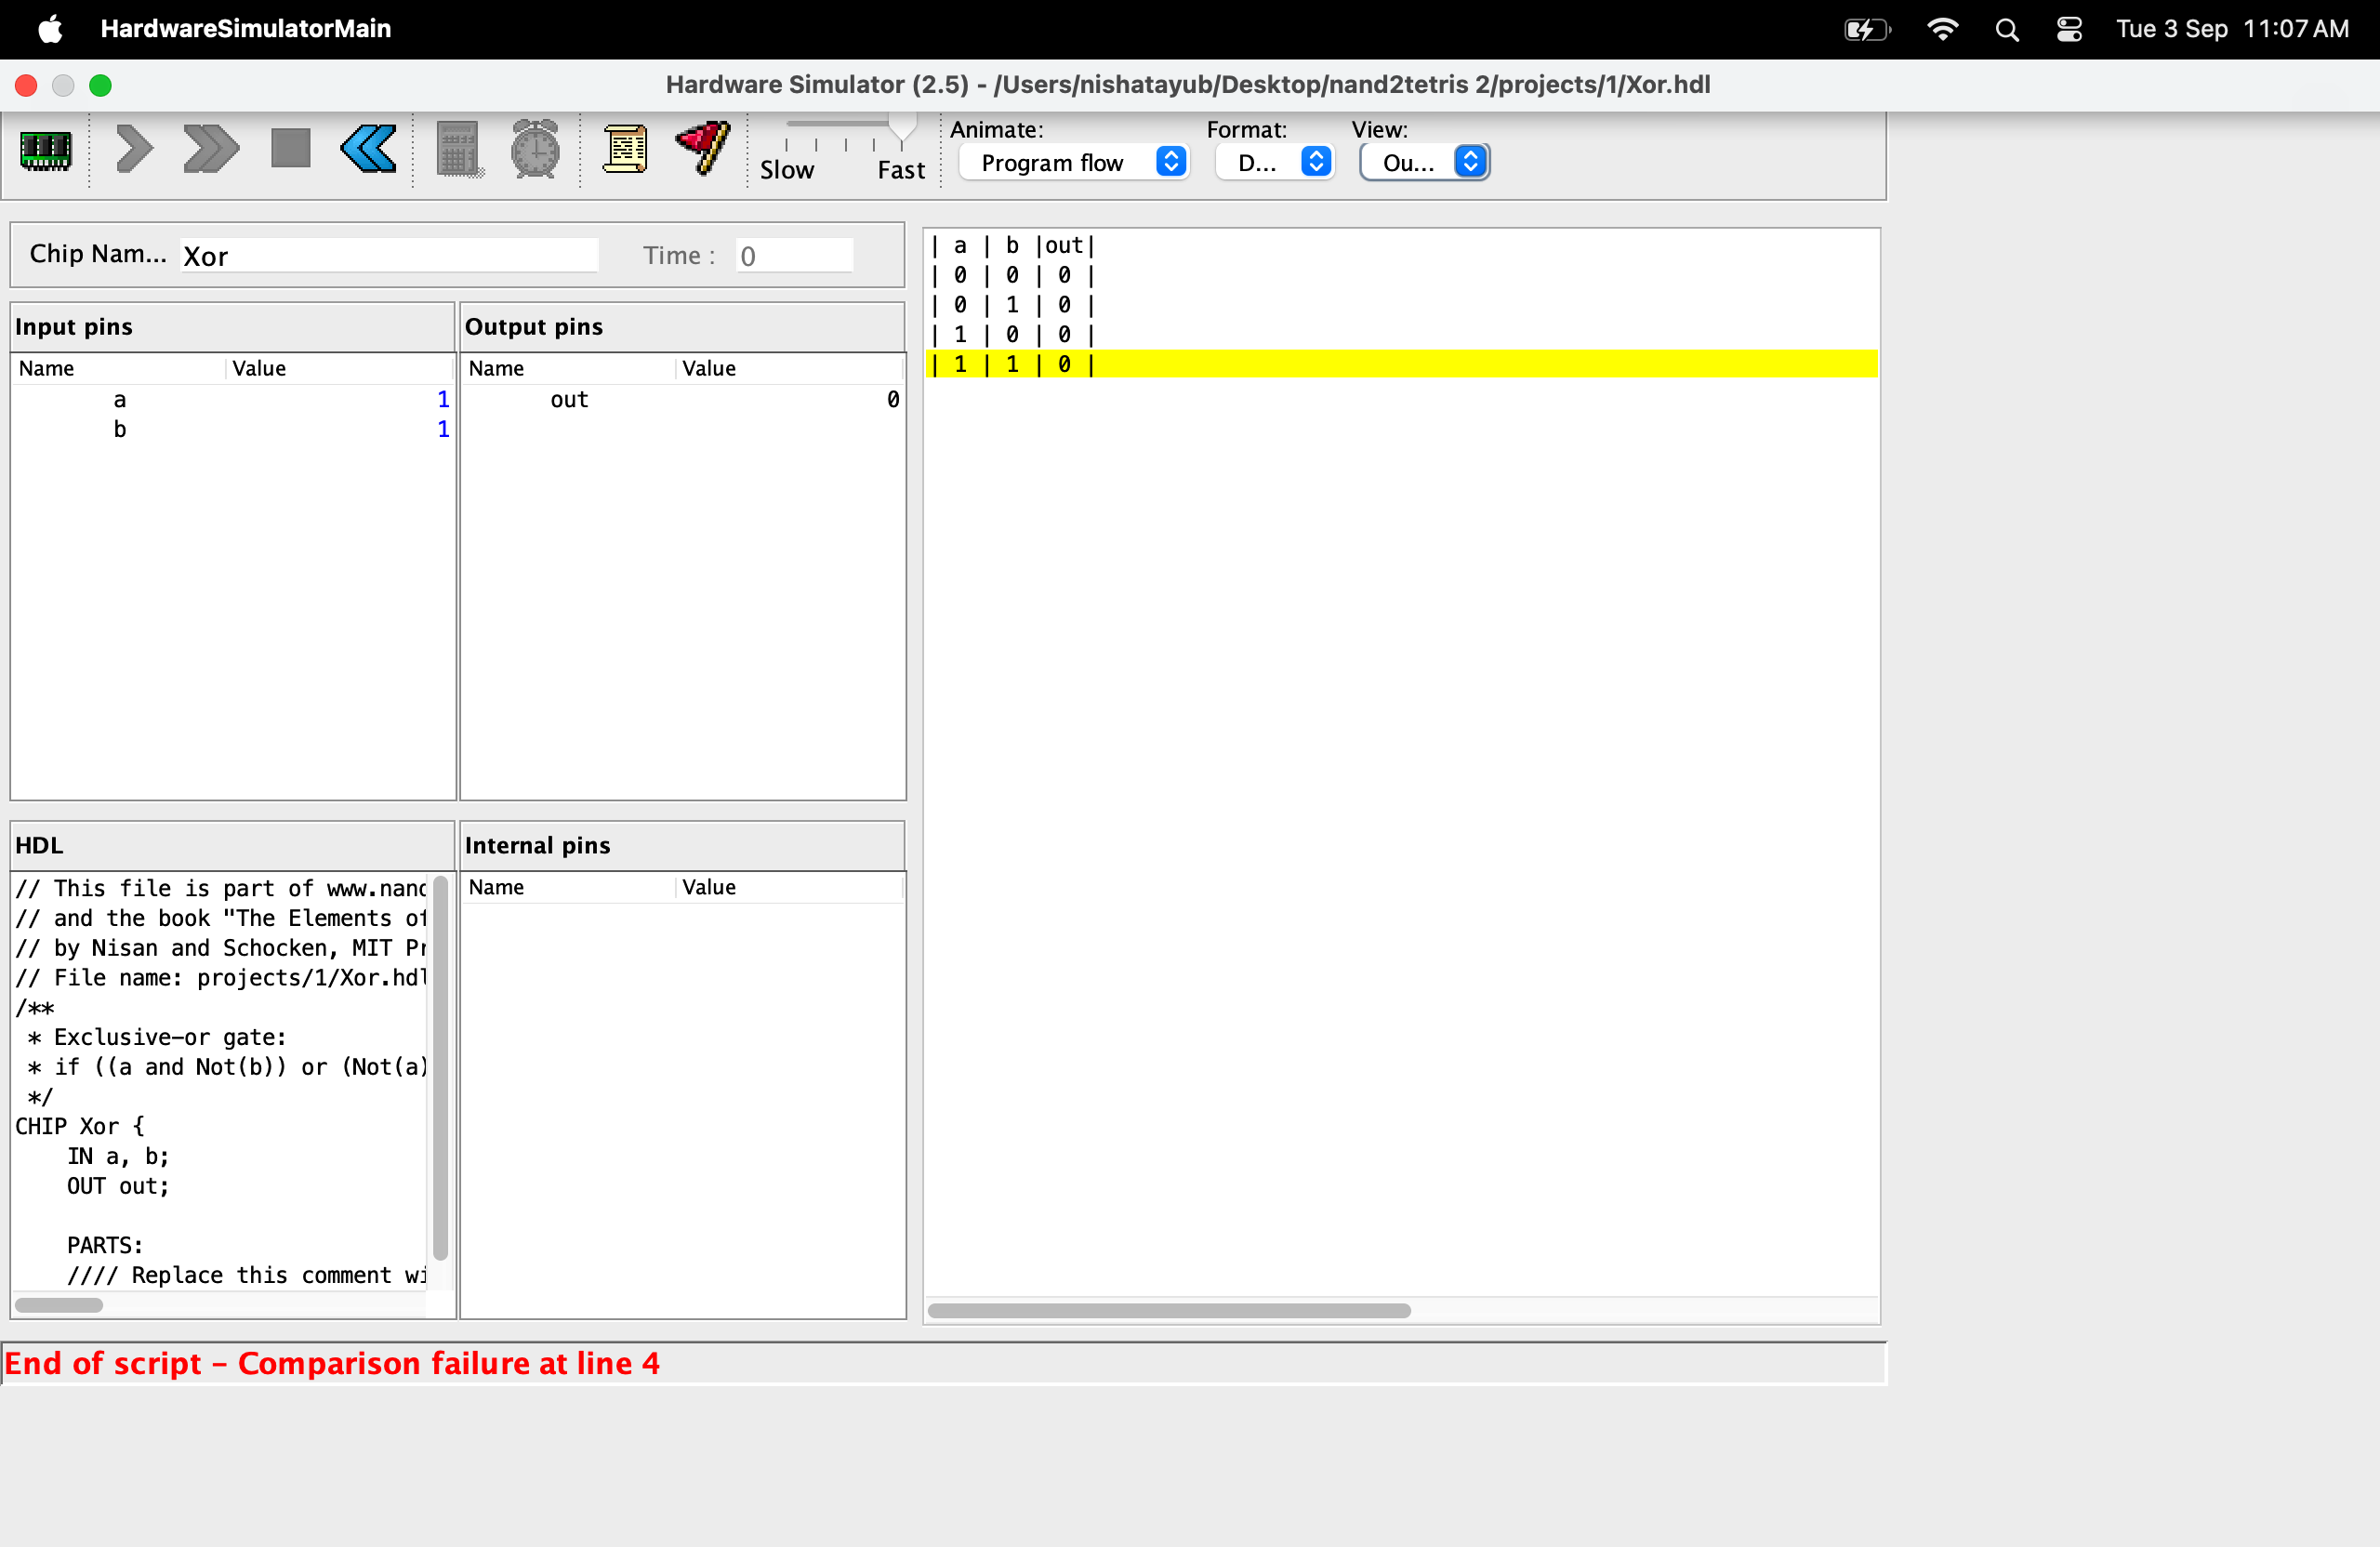 HardwareSimulatorMain
Tue 3 Sep 11:07 AM
Hardware Simulator (2.5) - /Users/nishatayub/Desktop/nand2tetris 2/projects/1/Xor.hdl
Slow
Fast
Animate:
Format:
View:
Program flow
D...
Ou...
Chip Nam...
Xor
Time :
0
Input pins
Name
Value
a
1
b
1
Output pins
Name
Value
out
0
HDL
// This file is part of www.nand
// and the book "The Elements of
// by Nisan and Schocken, MIT Pr
// File name: projects/1/Xor.hdl
/**
* Exclusive-or gate:
* if ((a and Not(b)) or (Not(a)
*/
CHIP Xor {
IN a, b;
OUT out;
PARTS:
//// Replace this comment wi
Internal pins
Name
Value
| a | b |out|
| 0 | 0 | 0 |
| 0 | 1 | 0 |
| 1 | 0 | 0 |
| 1 | 1 | 0 |
End of script - Comparison failure at line 4